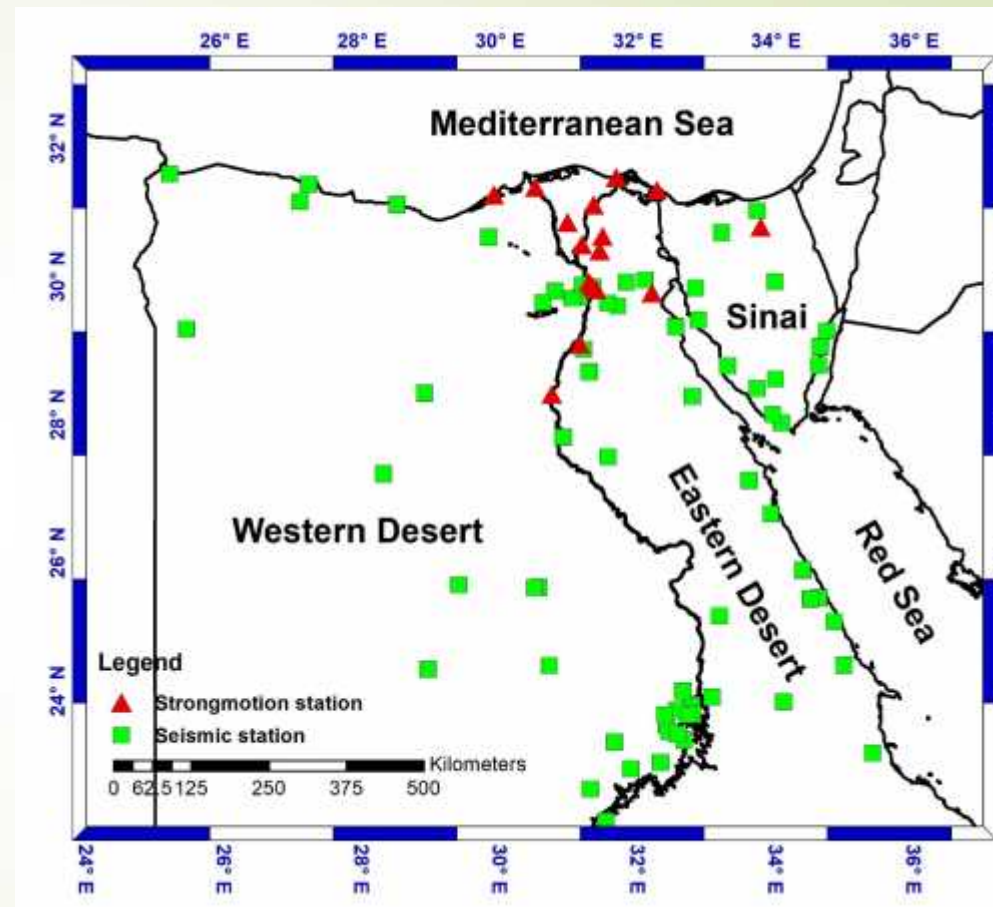 26° E 28° E 30° E 32° E 34° E 36° E
32° N
30° N
28° N
26° N
24° N
Mediterranean Sea
Sinai
Western Desert
Eastern Desert
Red Sea
Legend
Strongmotion station
Seismic station
Kilometers
0 62.5 125 250 375 500
24° E 26° E 28° E 30° E 32° E 34° E 36° E